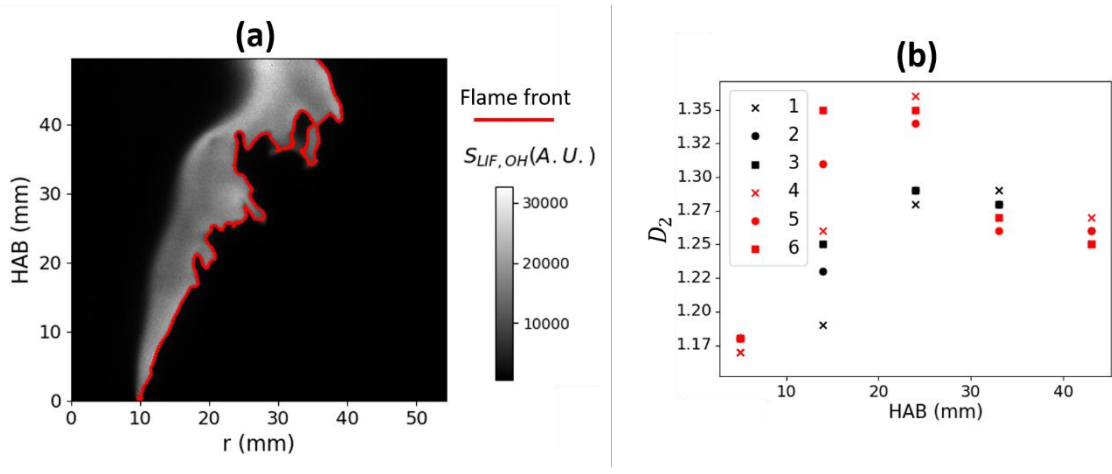 (a)
HAB (mm)
40
30
20
10
0
0 10 20 30 40 50
r (mm)
Flame front
S_{LIF, OH}(A. U.)
30000
20000
10000
(b)
D_2
1.35
1.32
1.30
1.27
1.25
1.22
1.20
1.17
1
2
3
4
5
6
10 20 30 40
HAB (mm)